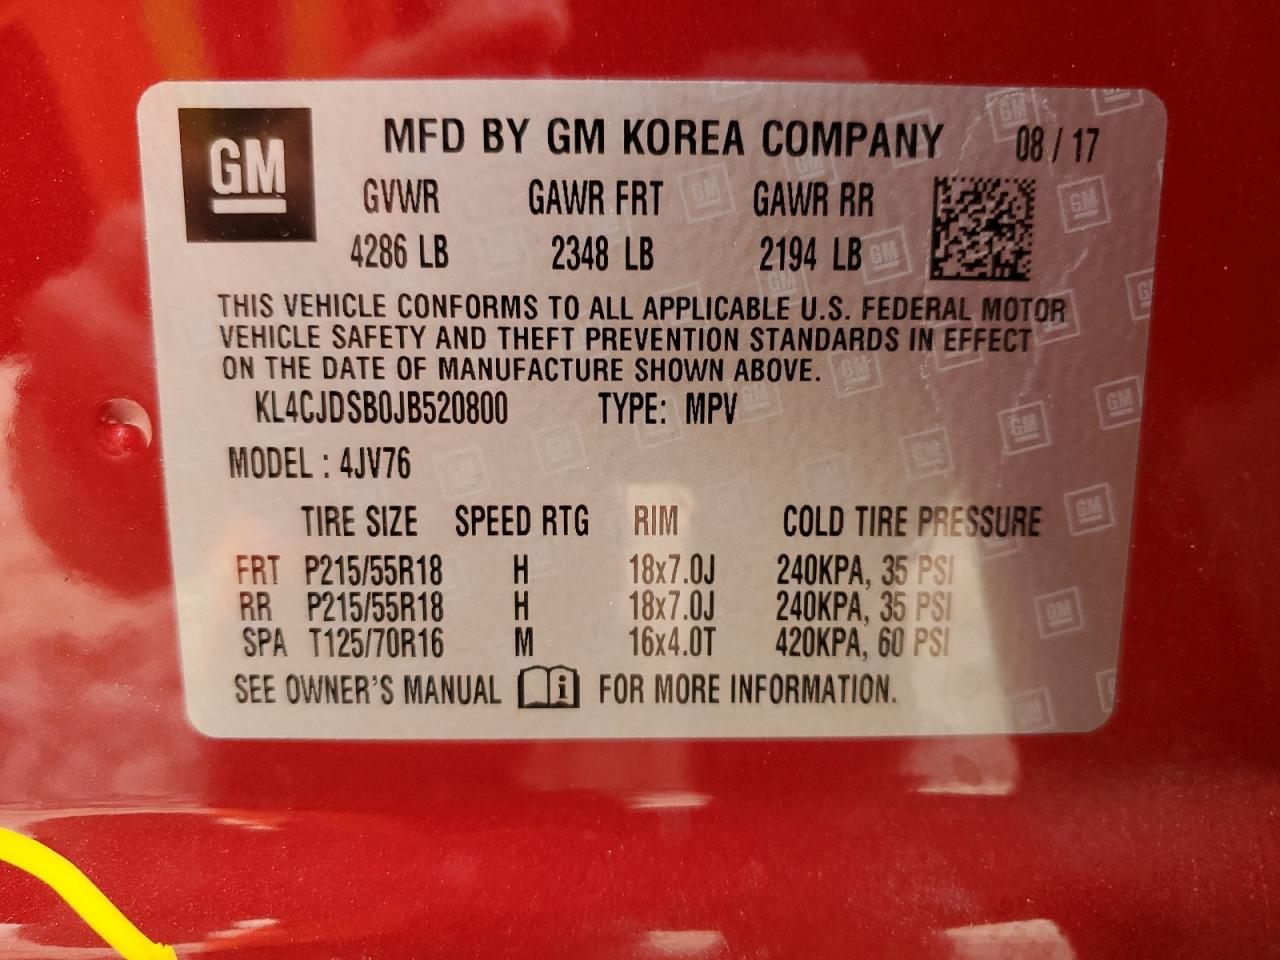 GM
MFD BY GM KOREA COMPANY 08 / 17
GVWR GAWR FRT GAWR RR
4286 LB 2348 LB 2194 LB
THIS VEHICLE CONFORMS TO ALL APPLICABLE U.S. FEDERAL MOTOR
VEHICLE SAFETY AND THEFT PREVENTION STANDARDS IN EFFECT
ON THE DATE OF MANUFACTURE SHOWN ABOVE.
KL4CJDSB0JB520800 TYPE: MPV
MODEL : 4JV76
TIRE SIZE SPEED RTG RIM COLD TIRE PRESSURE
FRT P215/55R18 H 18x7.0J 240KPA, 35 PSI
RR P215/55R18 H 18x7.0J 240KPA, 35 PSI
SPA T125/70R16 M 16x4.0T 420KPA, 60 PSI
SEE OWNER'S MANUAL i FOR MORE INFORMATION.